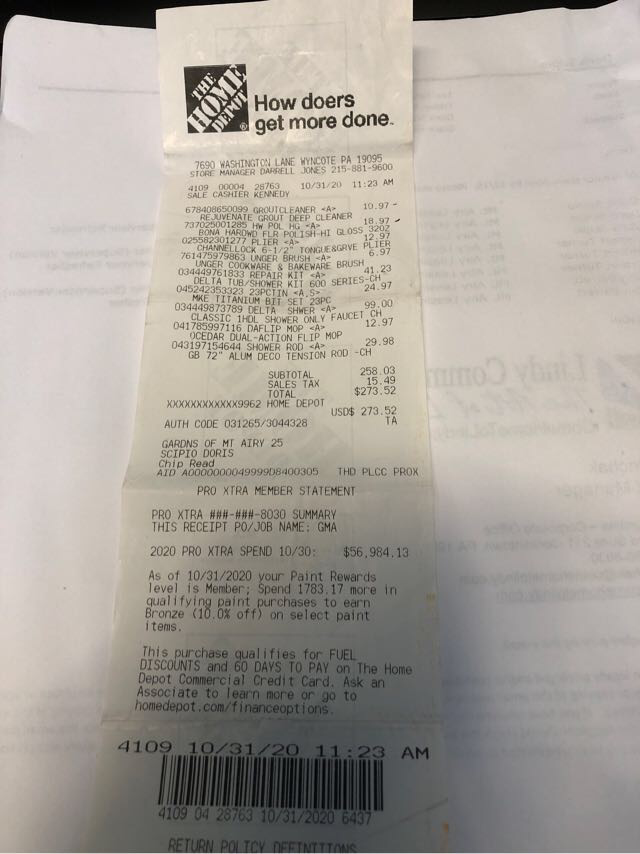 THE
HOME
DEPOT
How doers
get more done.
7690 WASHINGTON LANE WYNCOTE PA 19095
STORE MANAGER DARRELL JONES 215-881-9600
4109 00004 28763 10/31/20 11:23 AM
SALE CASHIER KENNEDY
678408650099 GROUTCLEANER <A> 10.97
REJUVENATE GROUT DEEP CLEANER
737025001285 HW POL HG <A> 18.97
BONA HARDWD FLR POLISH-HI GLOSS 32OZ
025582301277 PLIER <A> 12.97
CHANNELLOCK 6-1/2" TONGUE&GRVE PLIER
761475979863 UNGER BRUSH <A> 6.97
UNGER COOKWARE & BAKEWARE BRUSH
034449761833 REPAIR KIT <A> 41.23
DELTA TUB/SHOWER KIT 600 SERIES-CH
045242353323 23PCTIN <A,S> 24.97
MKE TITANIUM BIT SET 23PC
034449873789 DELTA SHWER <A> 99.00
CLASSIC 1HDL SHOWER ONLY FAUCET CH
041785997116 DAFLIP MOP <A> 12.97
OCEDAR DUAL-ACTION FLIP MOP
043197154644 SHOWER ROD <A> 29.98
GB 72" ALUM DECO TENSION ROD -CH
SUBTOTAL 258.03
SALES TAX 15.49
TOTAL $273.52
XXXXXXXXXXXX9962 HOME DEPOT
USD$ 273.52
AUTH CODE 031265/3044328 TA
GARDNS OF MT AIRY 25
SCIPIO DORIS
Chip Read
AID A0000000049999D8400305 THD PLCC PROX
PRO XTRA MEMBER STATEMENT
PRO XTRA ###-###-8030 SUMMARY
THIS RECEIPT PO/JOB NAME: GMA
2020 PRO XTRA SPEND 10/30: $56,984.13
As of 10/31/2020 your Paint Rewards
level is Member; Spend 1783.17 more in
qualifying paint purchases to earn
Bronze (10.0% off) on select paint
items.
This purchase qualifies for FUEL
DISCOUNTS and 60 DAYS TO PAY on The Home
Depot Commercial Credit Card. Ask an
Associate to learn more or go to
homedepot.com/financeoptions.
4109 10/31/20 11:23 AM
4109 04 28763 10/31/2020 6437
RETURN POLICY DEFINITIONS